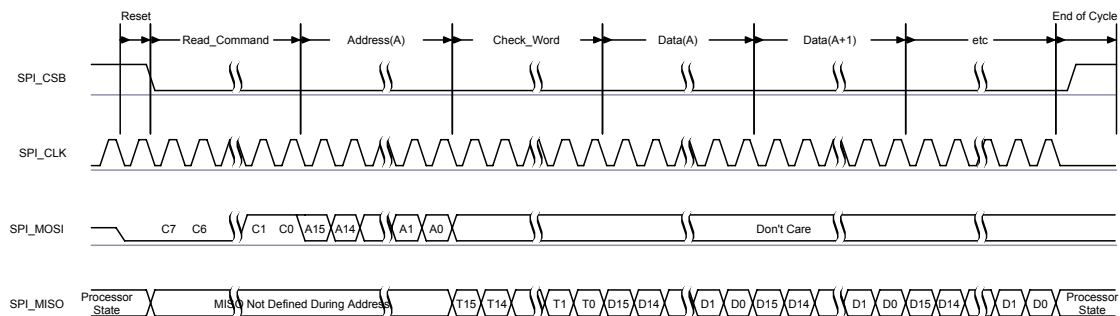 Reset End of Cycle
Read_Command Address(A) Check_Word Data(A) Data(A+1) etc
SPI_CSB
SPI_CLK
SPI_MOSI C7 C6 C1 C0 A15 A14 A1 A0 Don't Care
SPI_MISO Processor State MISO Not Defined During Address T15 T14 T1 T0 D15 D14 D1 D0 D15 D14 D1 D0 D15 D14 D1 D0 Processor State